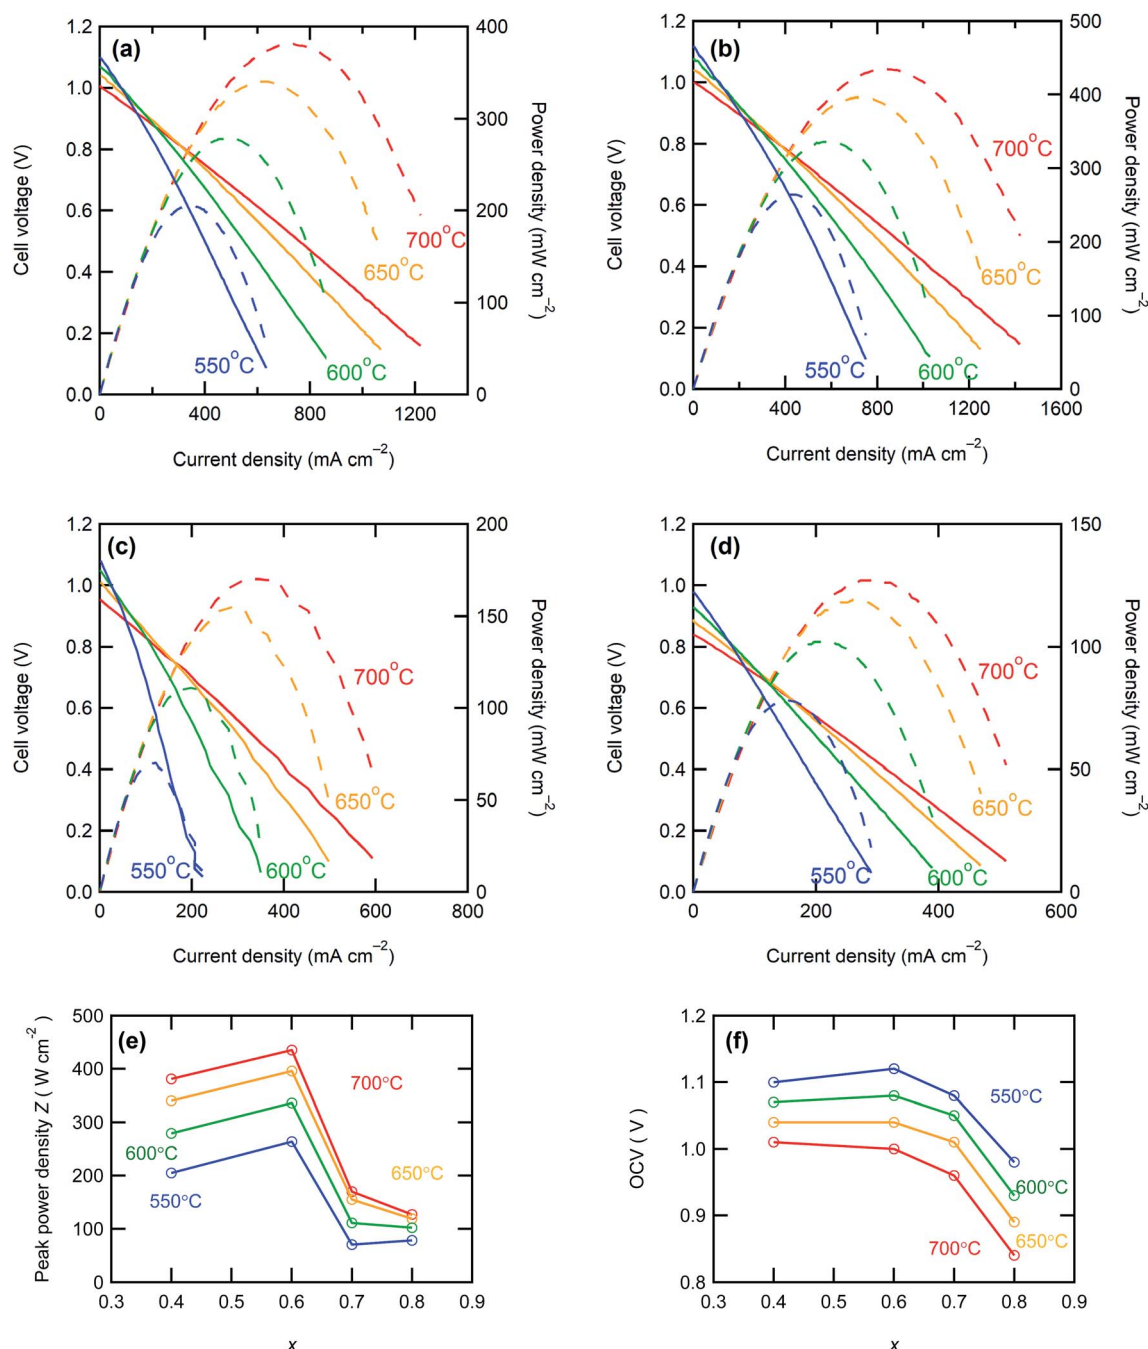 (a)
1.2
1.0
0.8
0.6
0.4
0.2
0.0
Cell voltage (V)
400
300
200
100
0
Power density (mW cm⁻²)
700°C
650°C
600°C
550°C
0 400 800 1200
Current density (mA cm⁻²)
(b)
1.2
1.0
0.8
0.6
0.4
0.2
0.0
Cell voltage (V)
500
400
300
200
100
0
Power density (mW cm⁻²)
700°C
650°C
600°C
550°C
0 400 800 1200 1600
Current density (mA cm⁻²)
(c)
1.2
1.0
0.8
0.6
0.4
0.2
0.0
Cell voltage (V)
200
150
100
50
0
Power density (mW cm⁻²)
700°C
650°C
600°C
550°C
0 200 400 600 800
Current density (mA cm⁻²)
(d)
1.2
1.0
0.8
0.6
0.4
0.2
0.0
Cell voltage (V)
150
100
50
0
Power density (mW cm⁻²)
700°C
650°C
600°C
550°C
0 200 400 600
Current density (mA cm⁻²)
(e)
500
400
300
200
100
0
Peak power density Z ( W cm⁻²)
700°C
600°C
650°C
550°C
0.3 0.4 0.5 0.6 0.7 0.8 0.9
x
(f)
1.2
1.1
1.0
0.9
0.8
OCV ( V)
550°C
600°C
650°C
700°C
0.3 0.4 0.5 0.6 0.7 0.8 0.9
x